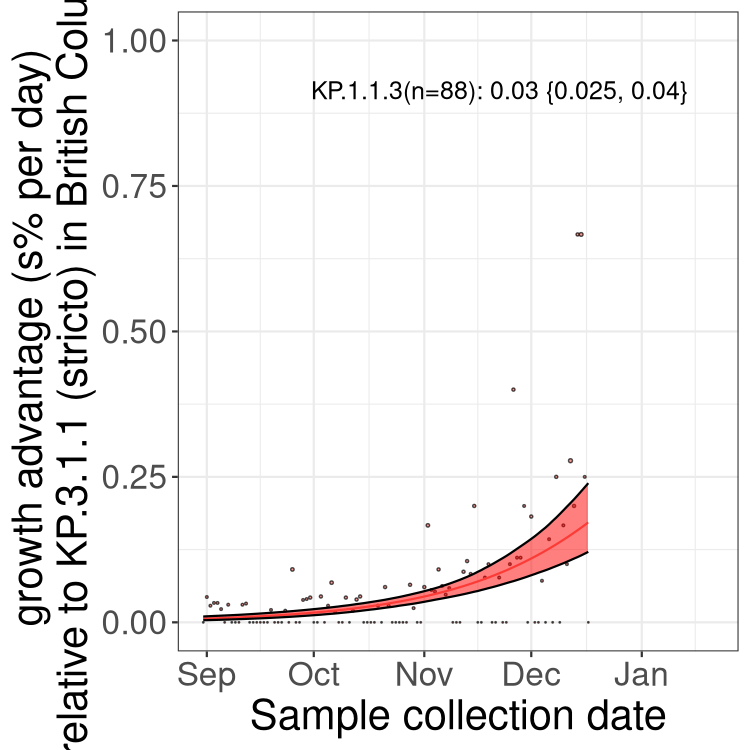 growth advantage (s% per day)
relative to KP.3.1.1 (stricto) in British Colu
1.00
0.75
0.50
0.25
0.00
KP.1.1.3(n=88): 0.03 {0.025, 0.04}
Sep Oct Nov Dec Jan
Sample collection date